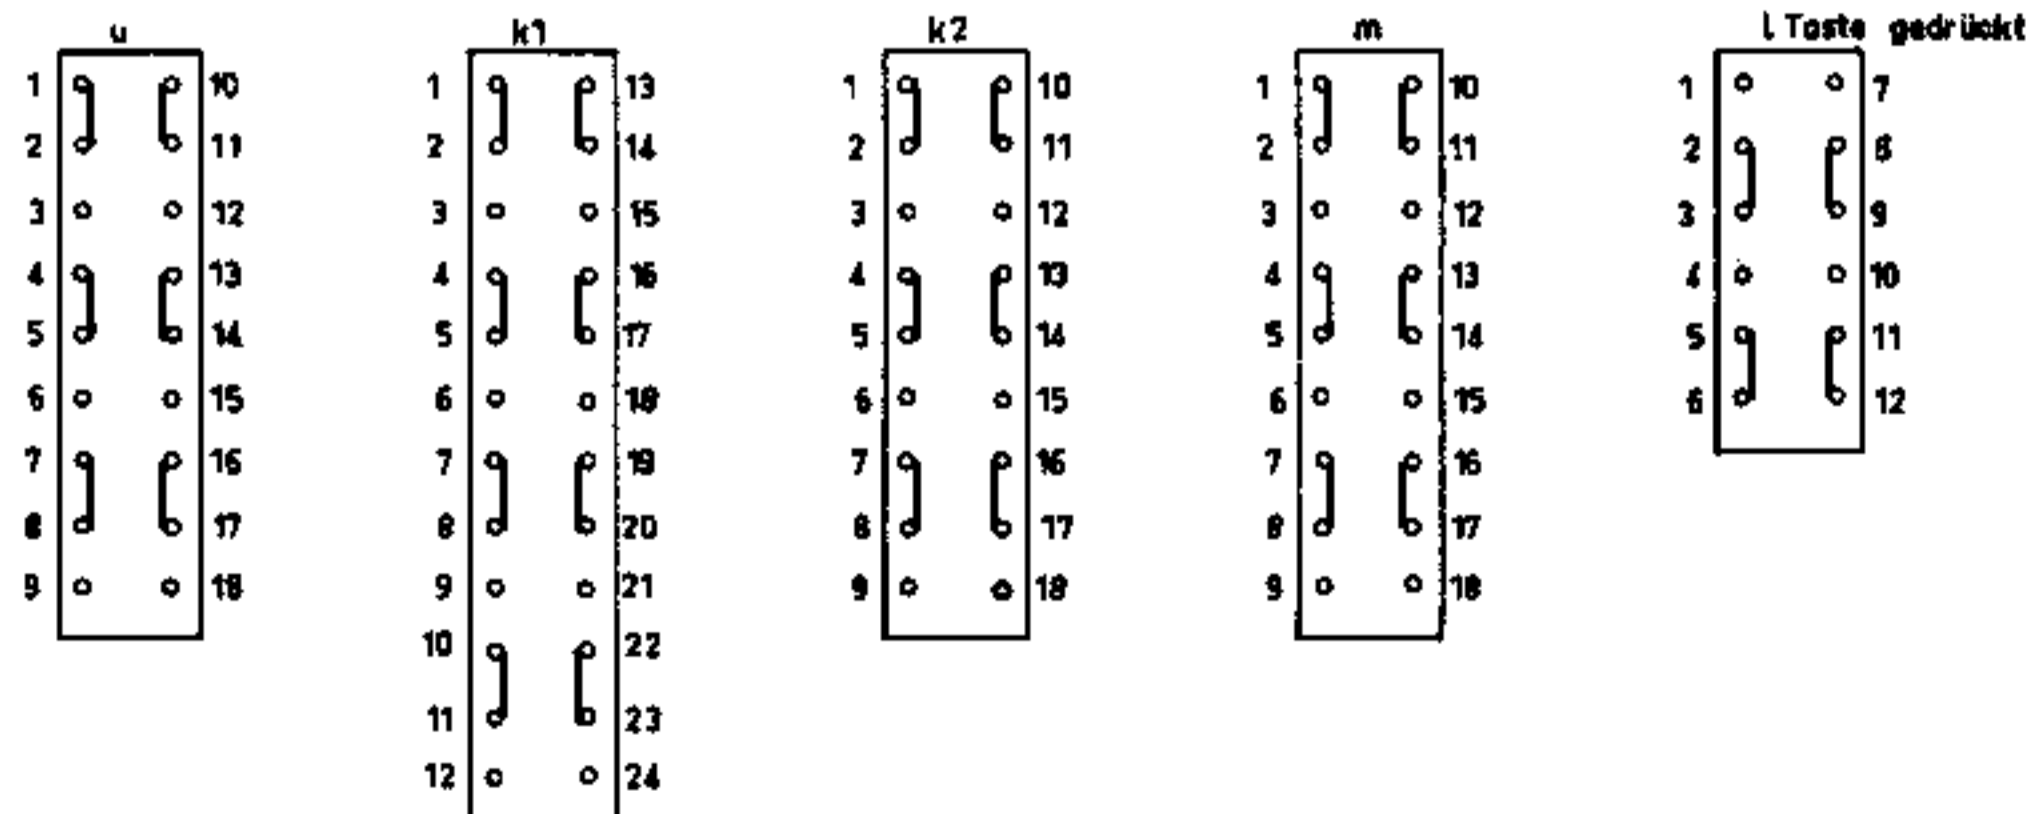 u k1 k2 m l Taste gedrückt
1 10 1 13 1 10 1 10 1 7
2 11 2 14 2 11 2 11 2 8
3 12 3 15 3 12 3 12 3 9
4 13 4 16 4 13 4 13 4 10
5 14 5 17 5 14 5 14 5 11
6 15 6 18 6 15 6 15 6 12
7 16 7 19 7 16 7 16
8 17 8 20 8 17 8 17
9 18 9 21 9 18 9 18
10 22
11 23
12 24